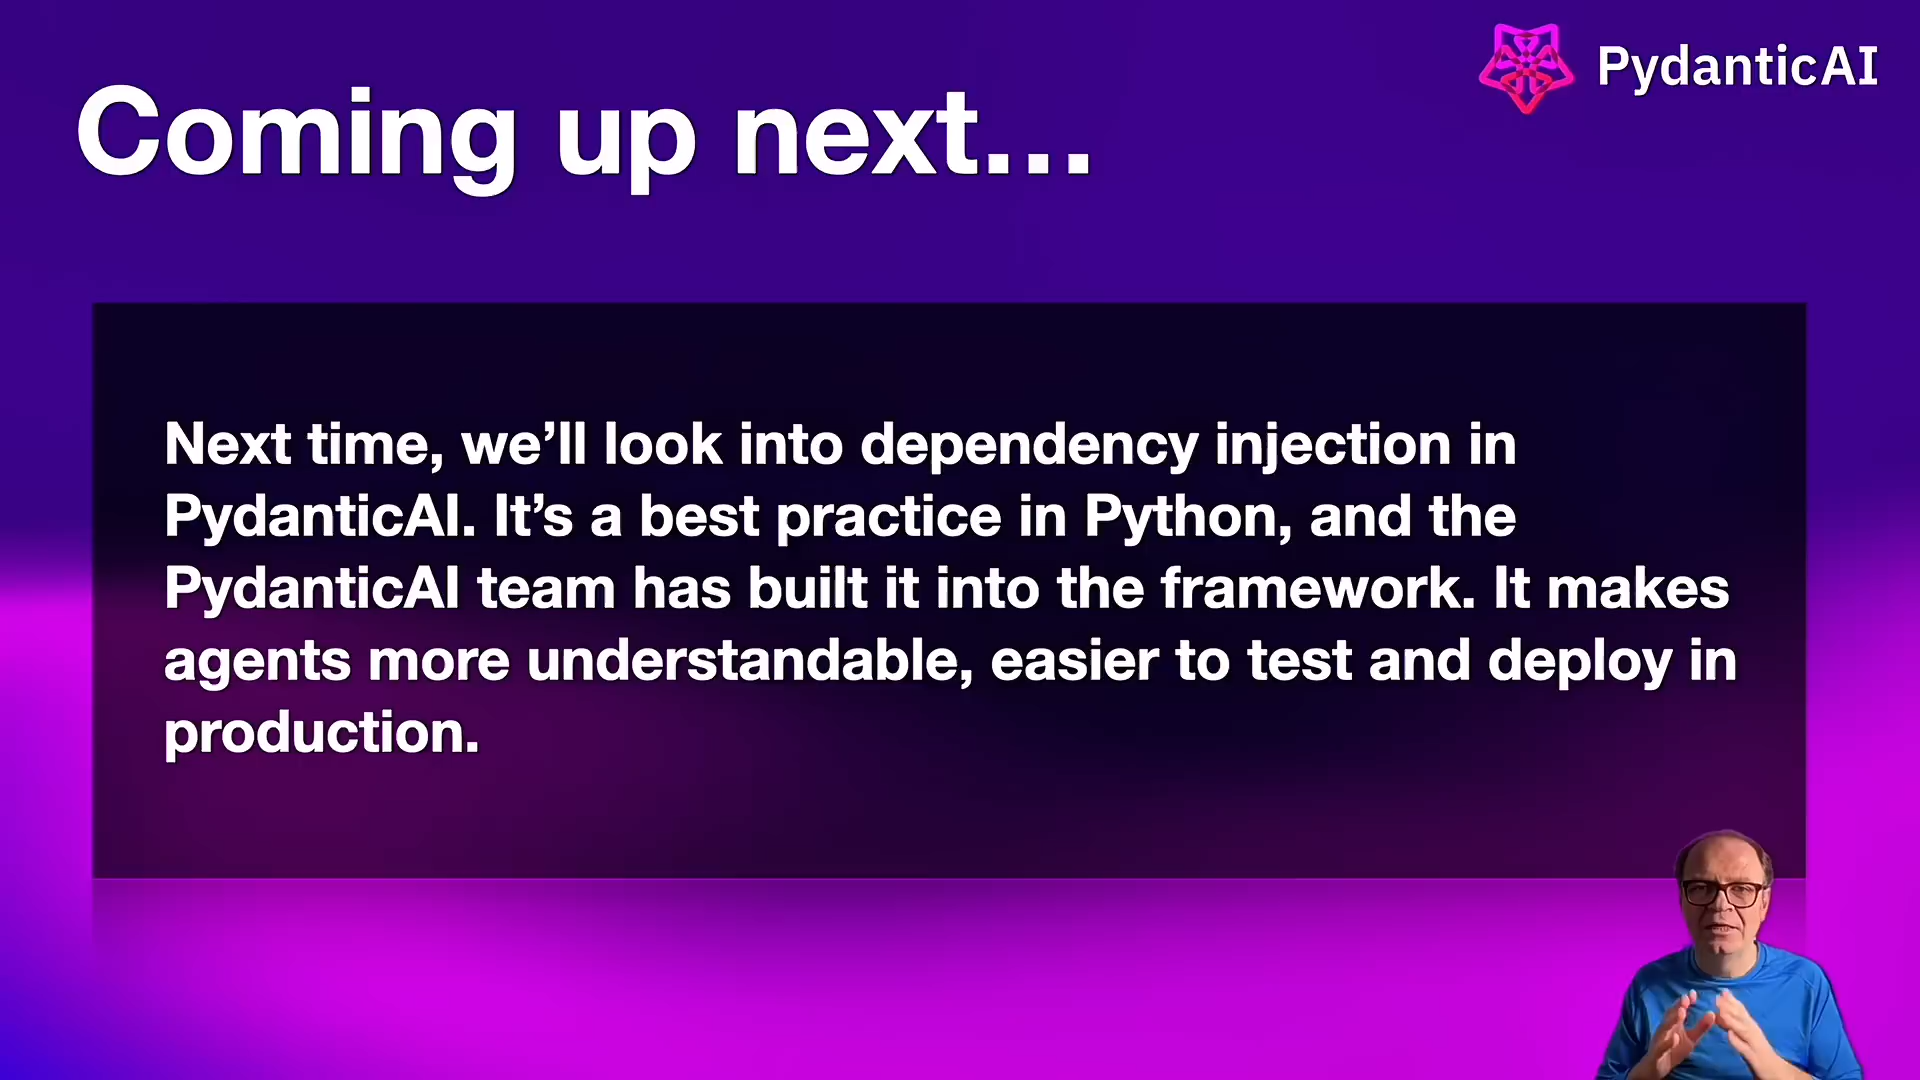 PydanticAI
Coming up next...
Next time, we’ll look into dependency injection in
PydanticAI. It’s a best practice in Python, and the
PydanticAI team has built it into the framework. It makes
agents more understandable, easier to test and deploy in
production.